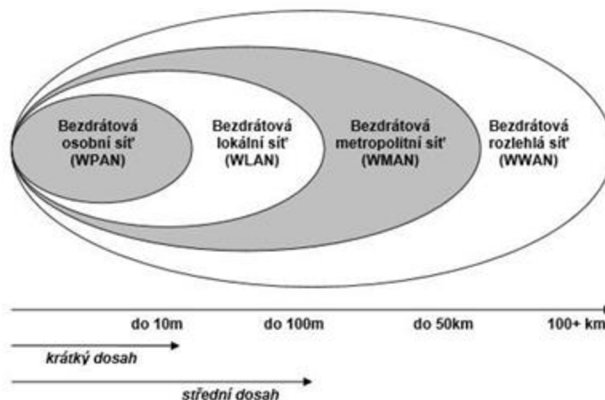 Bezdrátová
osobní síť
(WPAN)
Bezdrátová
lokální síť
(WLAN)
Bezdrátová
metropolitní síť
(WMAN)
Bezdrátová
rozlehlá síť
(WWAN)
do 10m
do 100m
do 50km
100+ km
krátký dosah
střední dosah